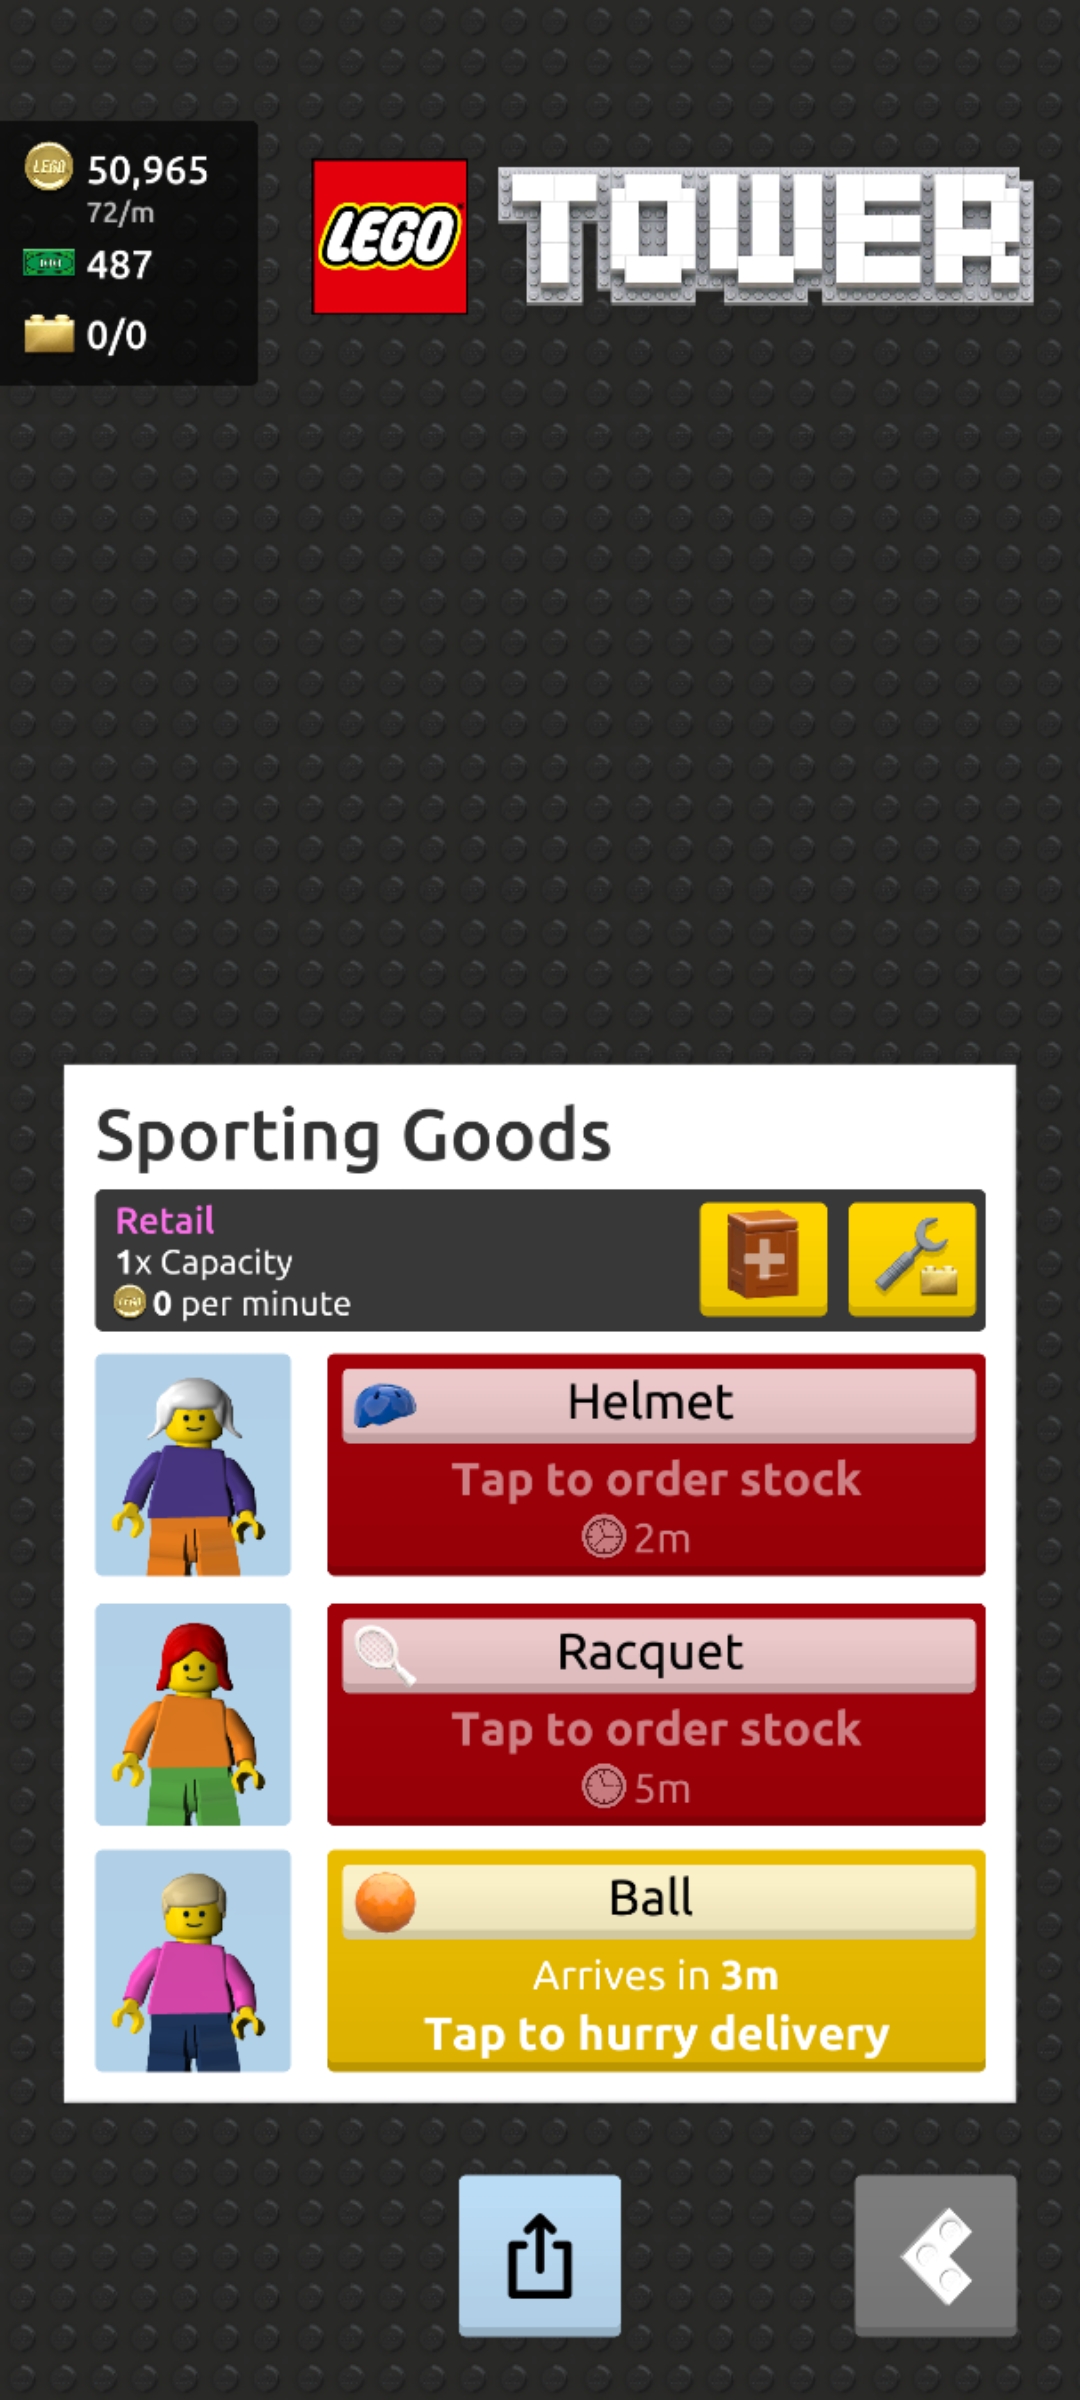 50,965
72/m
487
0/0
LEGO
TOWER
Sporting Goods
Retail
1x Capacity
0 per minute
Helmet
Tap to order stock
2m
Racquet
Tap to order stock
5m
Ball
Arrives in 3m
Tap to hurry delivery